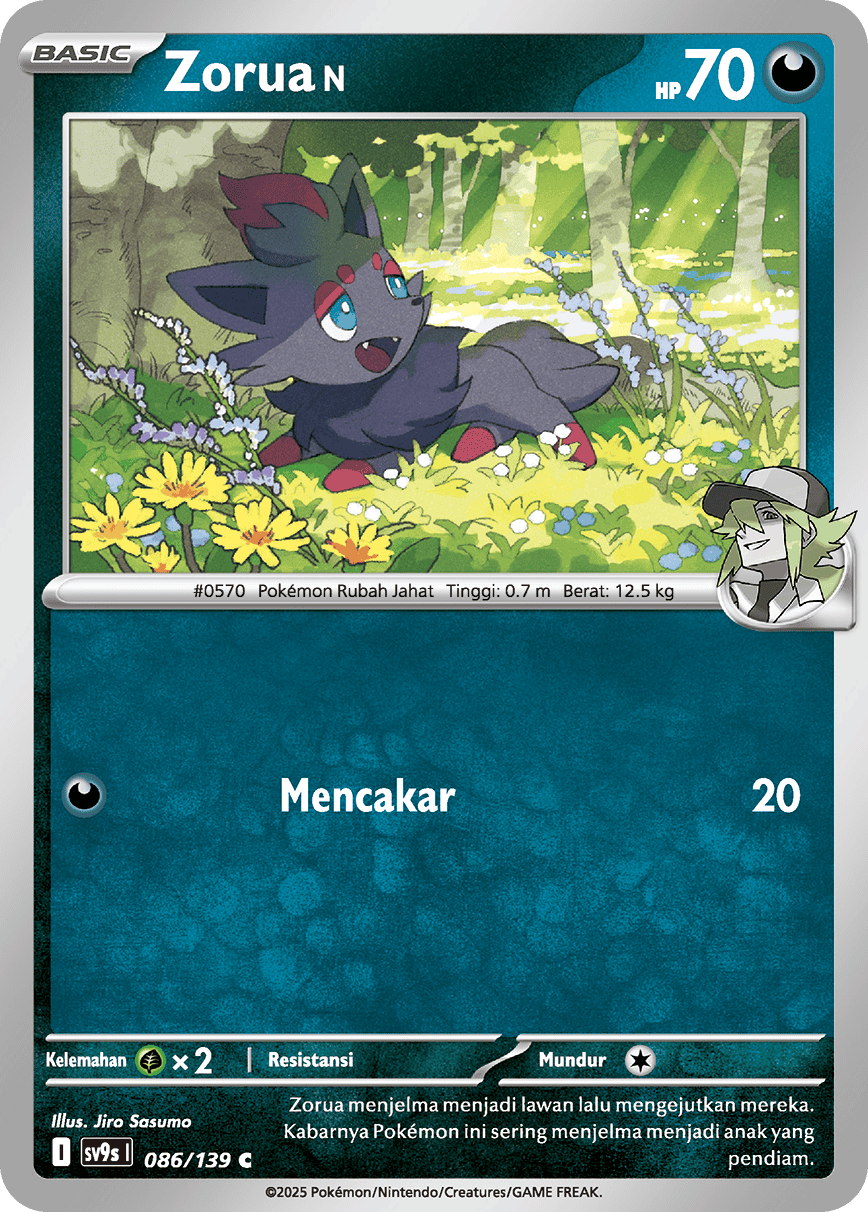 BASIC
Zorua N
HP 70
#0570 Pokémon Rubah Jahat Tinggi: 0.7 m Berat: 12.5 kg
Mencakar 20
Kelemahan ×2 Resistansi Mundur
Illus. Jiro Sasumo
Zorua menjelma menjadi lawan lalu mengejutkan mereka.
Kabarnya Pokémon ini sering menjelma menjadi anak yang
pendiam.
I sv9s I 086/139 C
©2025 Pokémon/Nintendo/Creatures/GAME FREAK.